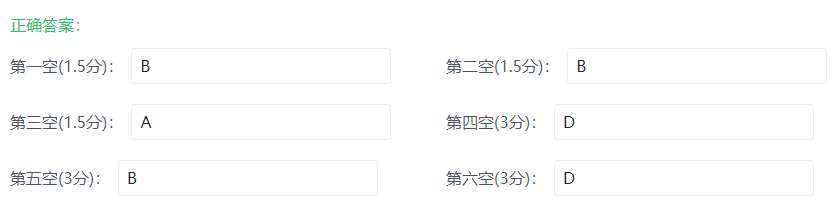 正确答案：
第一空(1.5分)： B 第二空(1.5分)： B
第三空(1.5分)： A 第四空(3分)： D
第五空(3分)： B 第六空(3分)： D